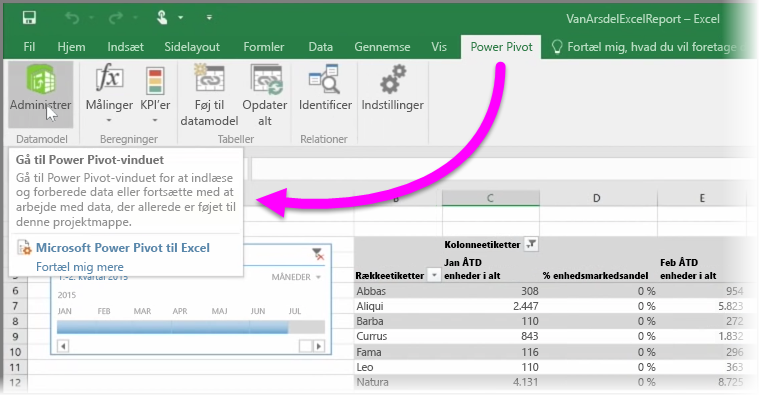 VanArsdelExcelReport – Excel
Fil Hjem Indsæt Sidelayout Formler Data Gennemse Vis Power Pivot Fortæl mig, hvad du vil foretage
Administrer Målinger KPI'er Føj til datamodel Opdater alt Identificer Indstillinger
Datamodel Beregninger Tabeller Relationer
Gå til Power Pivot-vinduet
Gå til Power Pivot-vinduet for at indlæse
og forberede data eller fortsætte med at
arbejde med data, der allerede er føjet til
denne projektmappe.
Microsoft Power Pivot til Excel
Fortæl mig mere
1.-2. kvartal 2015 MÅNEDER
2015
JAN FEB MAR APR MAJ JUN JUL
B C D E
Kolonneetiketter
Jan ÅTD Feb ÅTD
Rækkeetiketter enheder i alt % enhedsmarkedsandel enheder i alt
6 Abbas 308 0 % 954
7 Aliqui 2.447 0 % 5.823
8 Barba 110 0 % 272
9 Currus 843 0 % 1.832
10 Fama 116 0 % 296
11 Leo 110 0 % 363
12 Natura 4.131 0 % 8.725